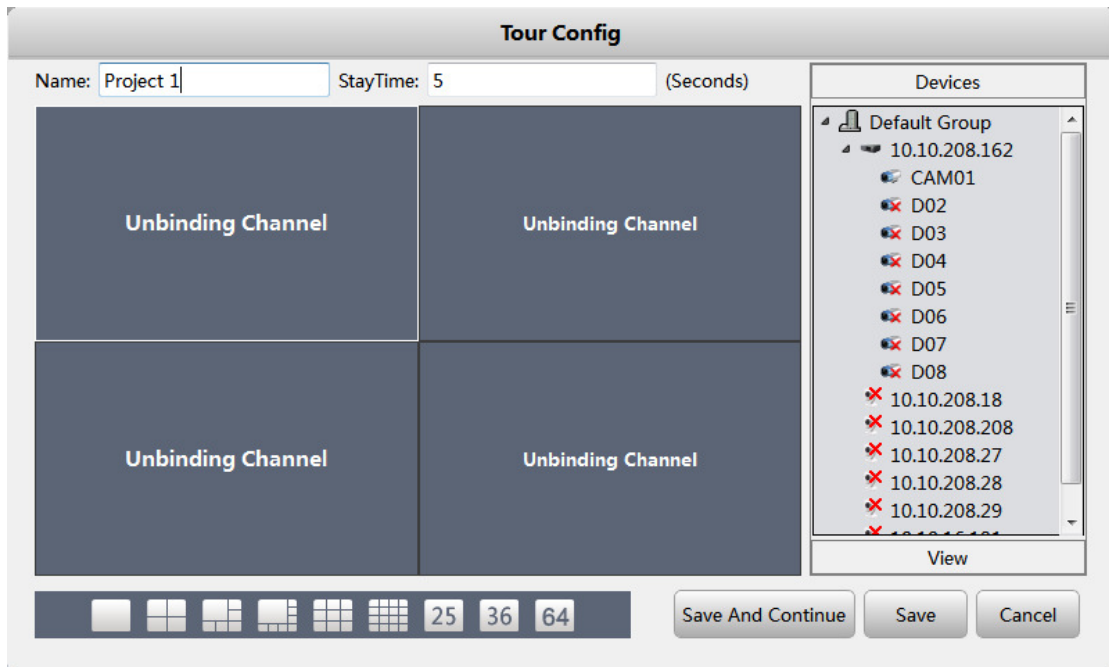 Tour Config
Name: Project 1 StayTime: 5 (Seconds)
Devices
Unbinding Channel Unbinding Channel
Unbinding Channel Unbinding Channel
Default Group
10.10.208.162
CAM01
D02
D03
D04
D05
D06
D07
D08
10.10.208.18
10.10.208.208
10.10.208.27
10.10.208.28
10.10.208.29
View
25 36 64
Save And Continue Save Cancel